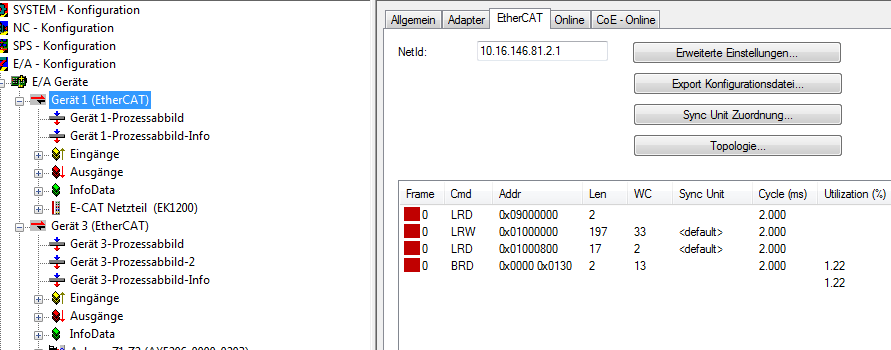 SYSTEM - Konfiguration
NC - Konfiguration
SPS - Konfiguration
E/A - Konfiguration
E/A Geräte
Gerät 1 (EtherCAT)
Gerät 1-Prozessabbild
Gerät 1-Prozessabbild-Info
Eingänge
Ausgänge
InfoData
E-CAT Netzteil (EK1200)
Gerät 3 (EtherCAT)
Gerät 3-Prozessabbild
Gerät 3-Prozessabbild-2
Gerät 3-Prozessabbild-Info
Eingänge
Ausgänge
InfoData
Allgemein Adapter EtherCAT Online CoE - Online
NetId: 10.16.146.81.2.1
Erweiterte Einstellungen...
Export Konfigurationsdatei...
Sync Unit Zuordnung...
Topologie...
Frame Cmd Addr Len WC Sync Unit Cycle (ms) Utilization (%)
0 LRD 0x09000000 2 2.000
0 LRW 0x01000000 197 33 <default> 2.000
0 LRD 0x01000800 17 2 <default> 2.000
0 BRD 0x0000 0x0130 2 13 2.000 1.22
1.22